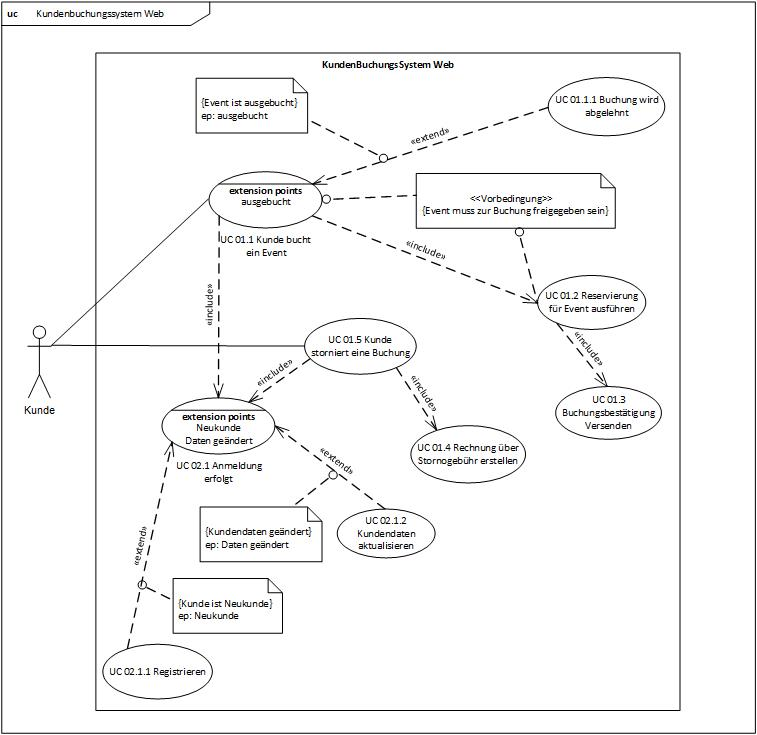 uc Kundenbuchungssystem Web
KundenBuchungsSystem Web
{Event ist ausgebucht}
ep: ausgebucht
UC 01.1.1 Buchung wird
abgelehnt
«extend»
extension points
ausgebucht
UC 01.1 Kunde bucht
ein Event
<<Vorbedingung>>
{Event muss zur Buchung freigegeben sein}
«include»
«include»
UC 01.2 Reservierung
für Event ausführen
UC 01.5 Kunde
storniert eine Buchung
«include»
«include»
«include»
Kunde
extension points
Neukunde
Daten geändert
UC 02.1 Anmeldung
erfolgt
UC 01.3
Buchungsbestätigung
Versenden
UC 01.4 Rechnung über
Stornogebühr erstellen
«extend»
{Kundendaten geändert}
ep: Daten geändert
UC 02.1.2
Kundendaten
aktualisieren
«extend»
{Kunde ist Neukunde}
ep: Neukunde
UC 02.1.1 Registrieren